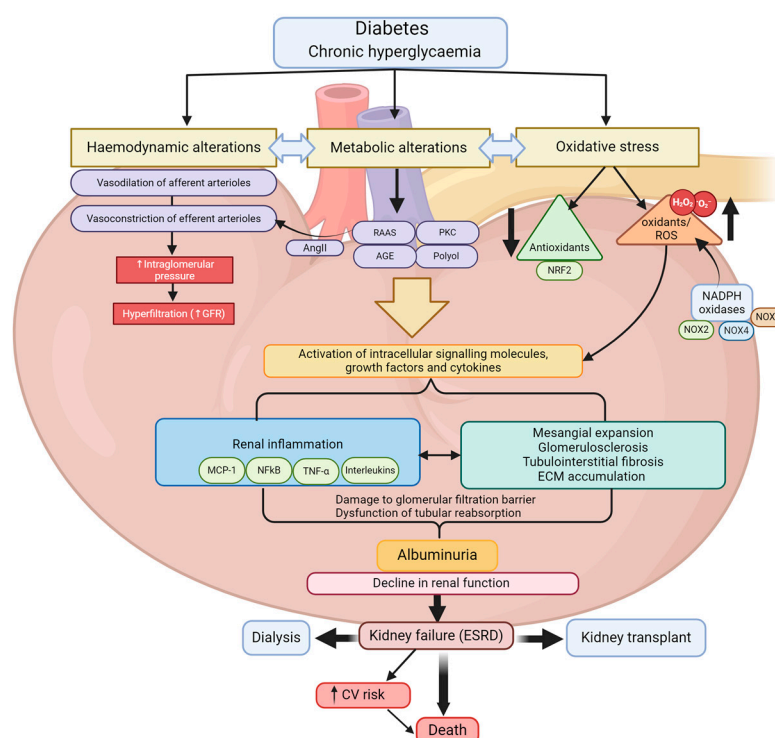 Diabetes
Chronic hyperglycaemia
Haemodynamic alterations
Metabolic alterations
Oxidative stress
Vasodilation of afferent arterioles
Vasoconstriction of efferent arterioles
↑Intraglomerular
pressure
Hyperfiltration (↑GFR)
AngII
RAAS
PKC
AGE
Polyol
Antioxidants
NRF2
H₂O₂
·O₂⁻
oxidants/
ROS
NADPH
oxidases
NOX2
NOX4
NOX
Activation of intracellular signalling molecules,
growth factors and cytokines
Renal inflammation
MCP-1
NFkB
TNF-α
Interleukins
Mesangial expansion
Glomerulosclerosis
Tubulointerstitial fibrosis
ECM accumulation
Damage to glomerular filtration barrier
Dysfunction of tubular reabsorption
Albuminuria
Decline in renal function
Dialysis
Kidney failure (ESRD)
Kidney transplant
↑ CV risk
Death